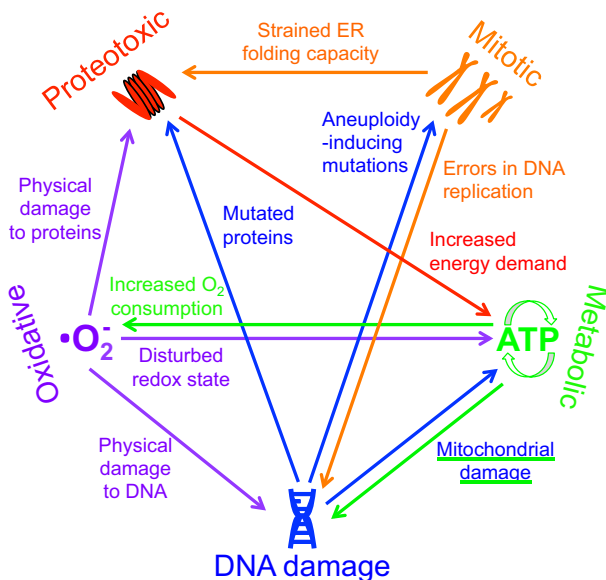 Strained ER
folding capacity
Proteotoxic
Mitotic
Aneuploidy
-inducing
mutations
Errors in DNA
replication
Physical
damage
to proteins
Mutated
proteins
Increased
energy demand
Increased O₂
consumption
Oxidative
•O₂⁻
Disturbed
redox state
ATP
Metabolic
Physical
damage
to DNA
Mitochondrial
damage
DNA damage